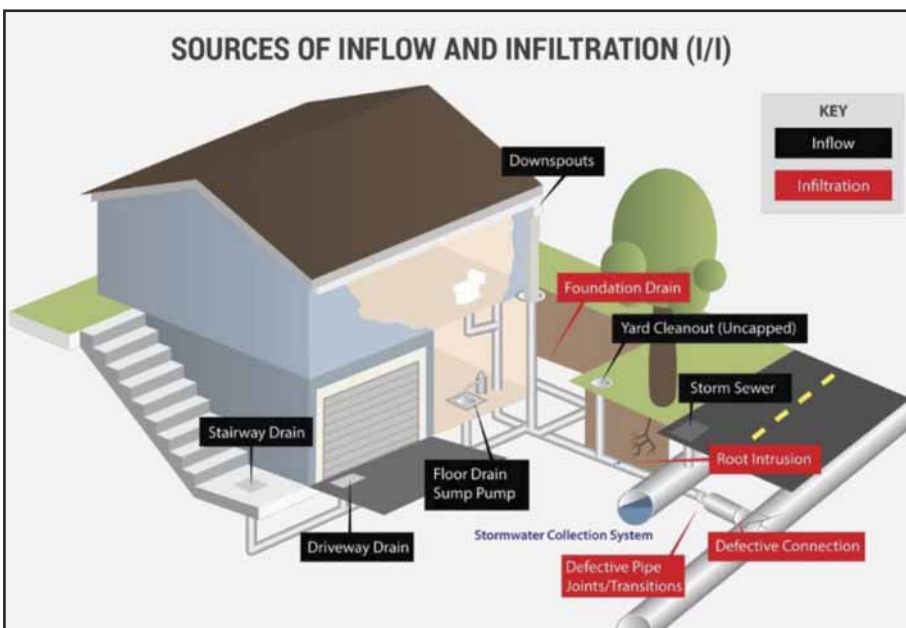 SOURCES OF INFLOW AND INFILTRATION (I/I)
KEY
Inflow
Infiltration
Downspouts
Foundation Drain
Yard Cleanout (Uncapped)
Storm Sewer
Stairway Drain
Floor Drain
Sump Pump
Root Intrusion
Driveway Drain
Stormwater Collection System
Defective Connection
Defective Pipe
Joints/Transitions